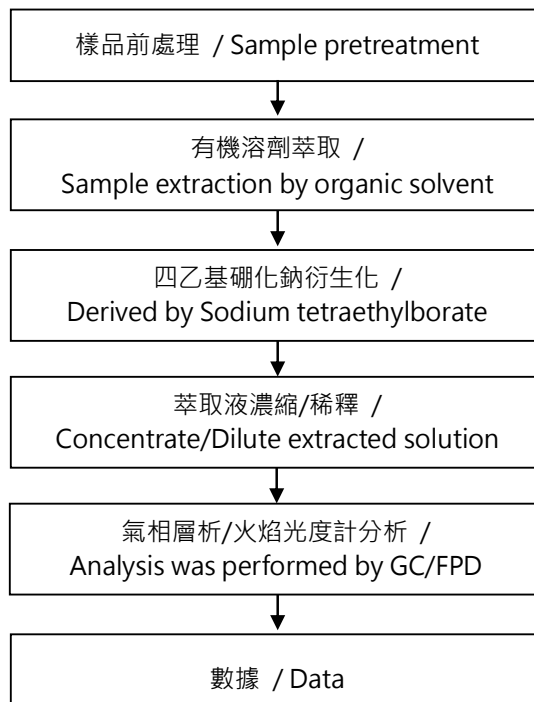 樣品前處理 / Sample pretreatment
有機溶劑萃取 /
Sample extraction by organic solvent
四乙基硼化鈉衍生化 /
Derived by Sodium tetraethylborate
萃取液濃縮/稀釋 /
Concentrate/Dilute extracted solution
氣相層析/火焰光度計分析 /
Analysis was performed by GC/FPD
數據 / Data